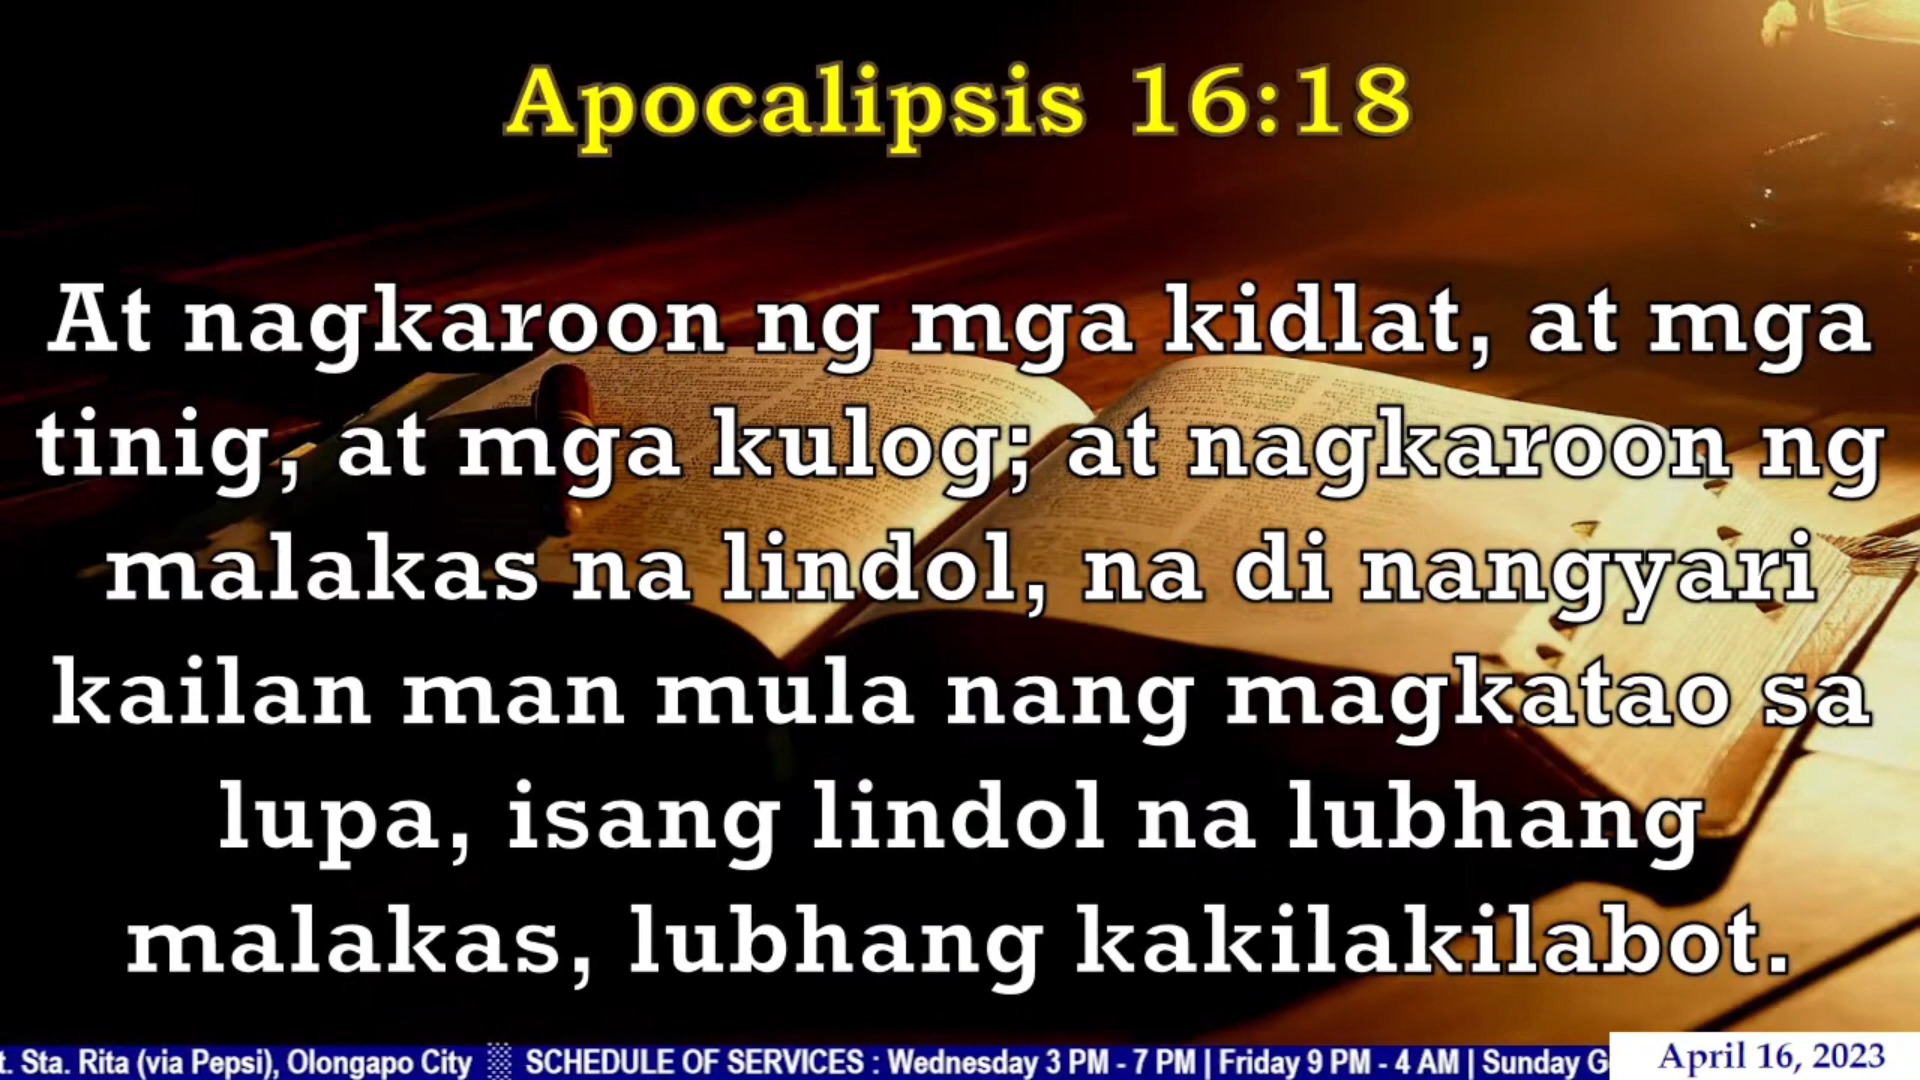 Apocalipsis 16:18
At nagkaroon ng mga kidlat, at mga
tinig, at mga kulog; at nagkaroon ng
malakas na lindol, na di nangyari
kailan man mula nang magkatao sa
lupa, isang lindol na lubhang
malakas, lubhang kakilakilabot.
t. Sta. Rita (via Pepsi), Olongapo City ░ SCHEDULE OF SERVICES : Wednesday 3 PM - 7 PM | Friday 9 PM - 4 AM | Sunday G
April 16, 2023